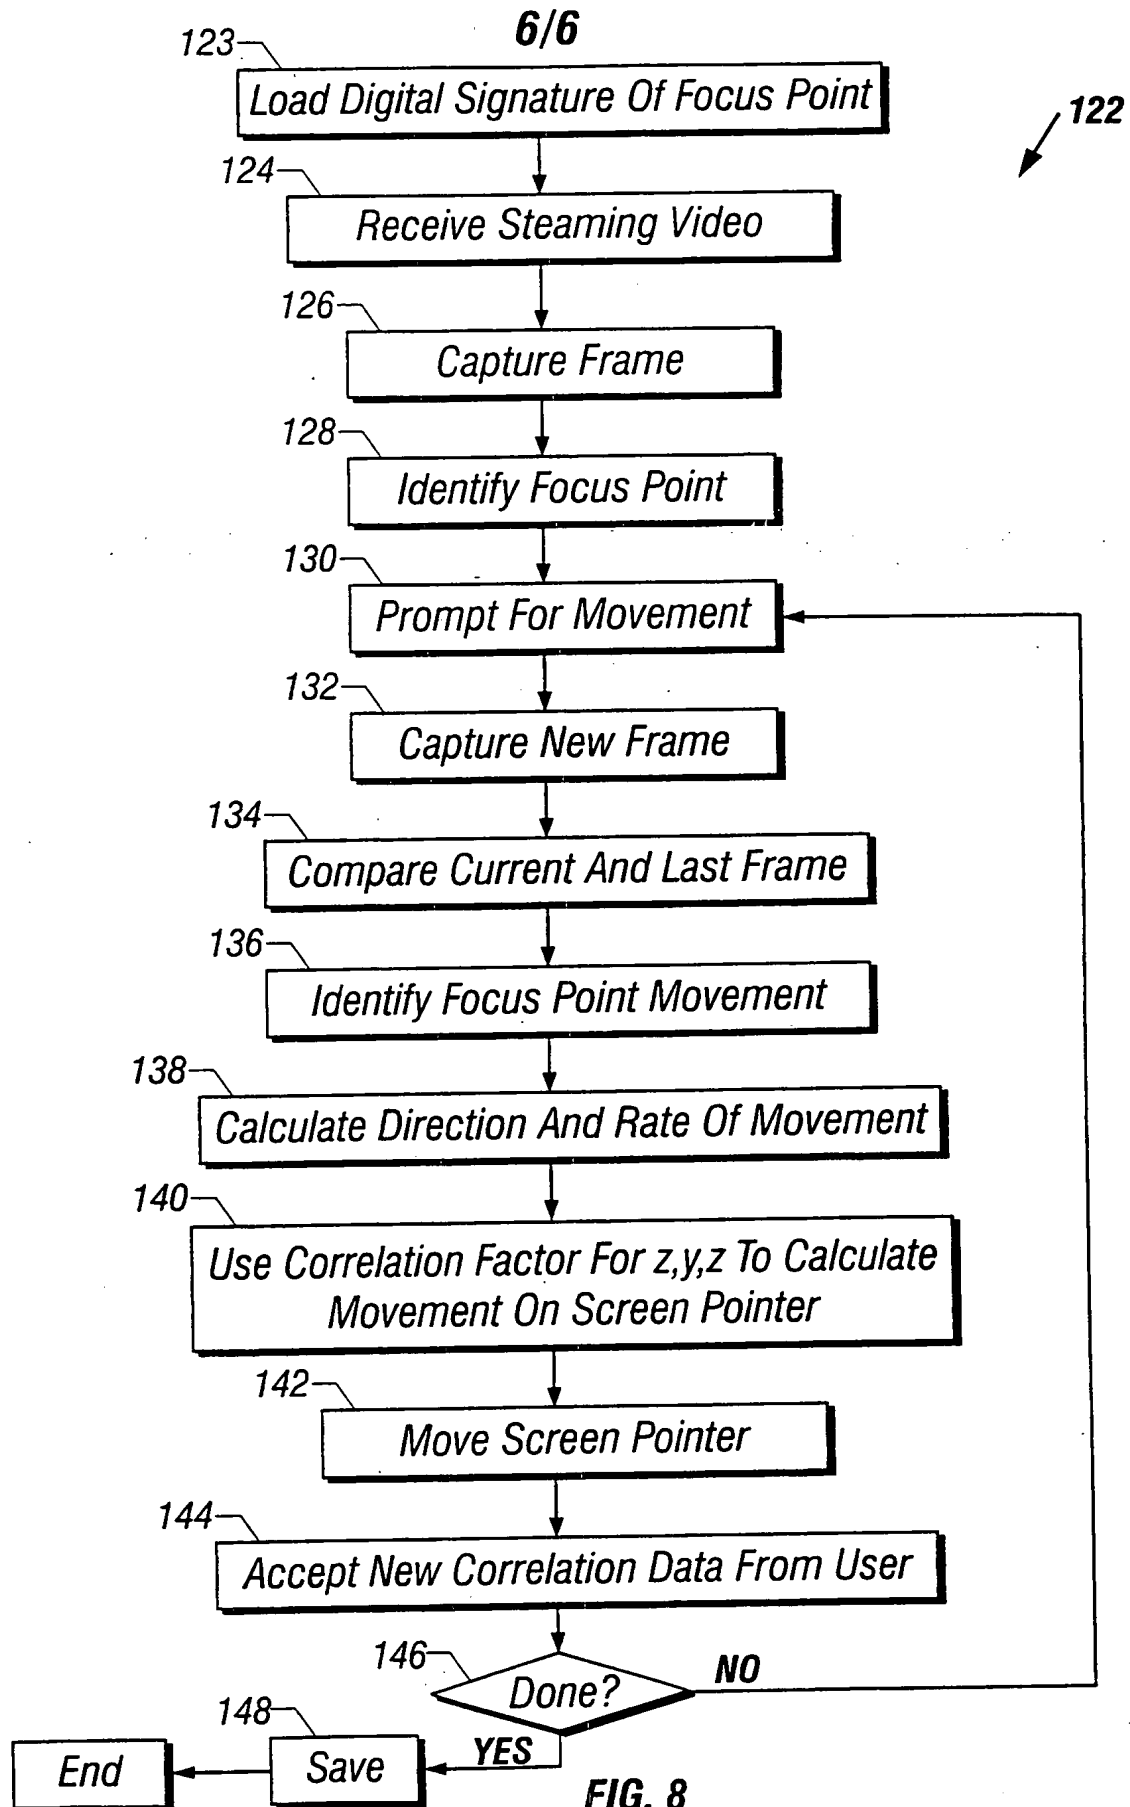 6/6
123
Load Digital Signature Of Focus Point
122
124
Receive Steaming Video
126
Capture Frame
128
Identify Focus Point
130
Prompt For Movement
132
Capture New Frame
134
Compare Current And Last Frame
136
Identify Focus Point Movement
138
Calculate Direction And Rate Of Movement
140
Use Correlation Factor For z,y,z To Calculate
Movement On Screen Pointer
142
Move Screen Pointer
144
Accept New Correlation Data From User
146
Done?
NO
148
YES
Save
End
FIG. 8